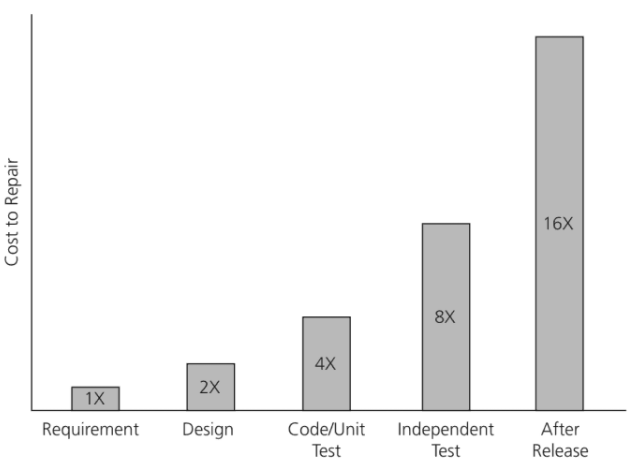 Cost to Repair
1X
2X
4X
8X
16X
Requirement
Design
Code/Unit
Test
Independent
Test
After
Release